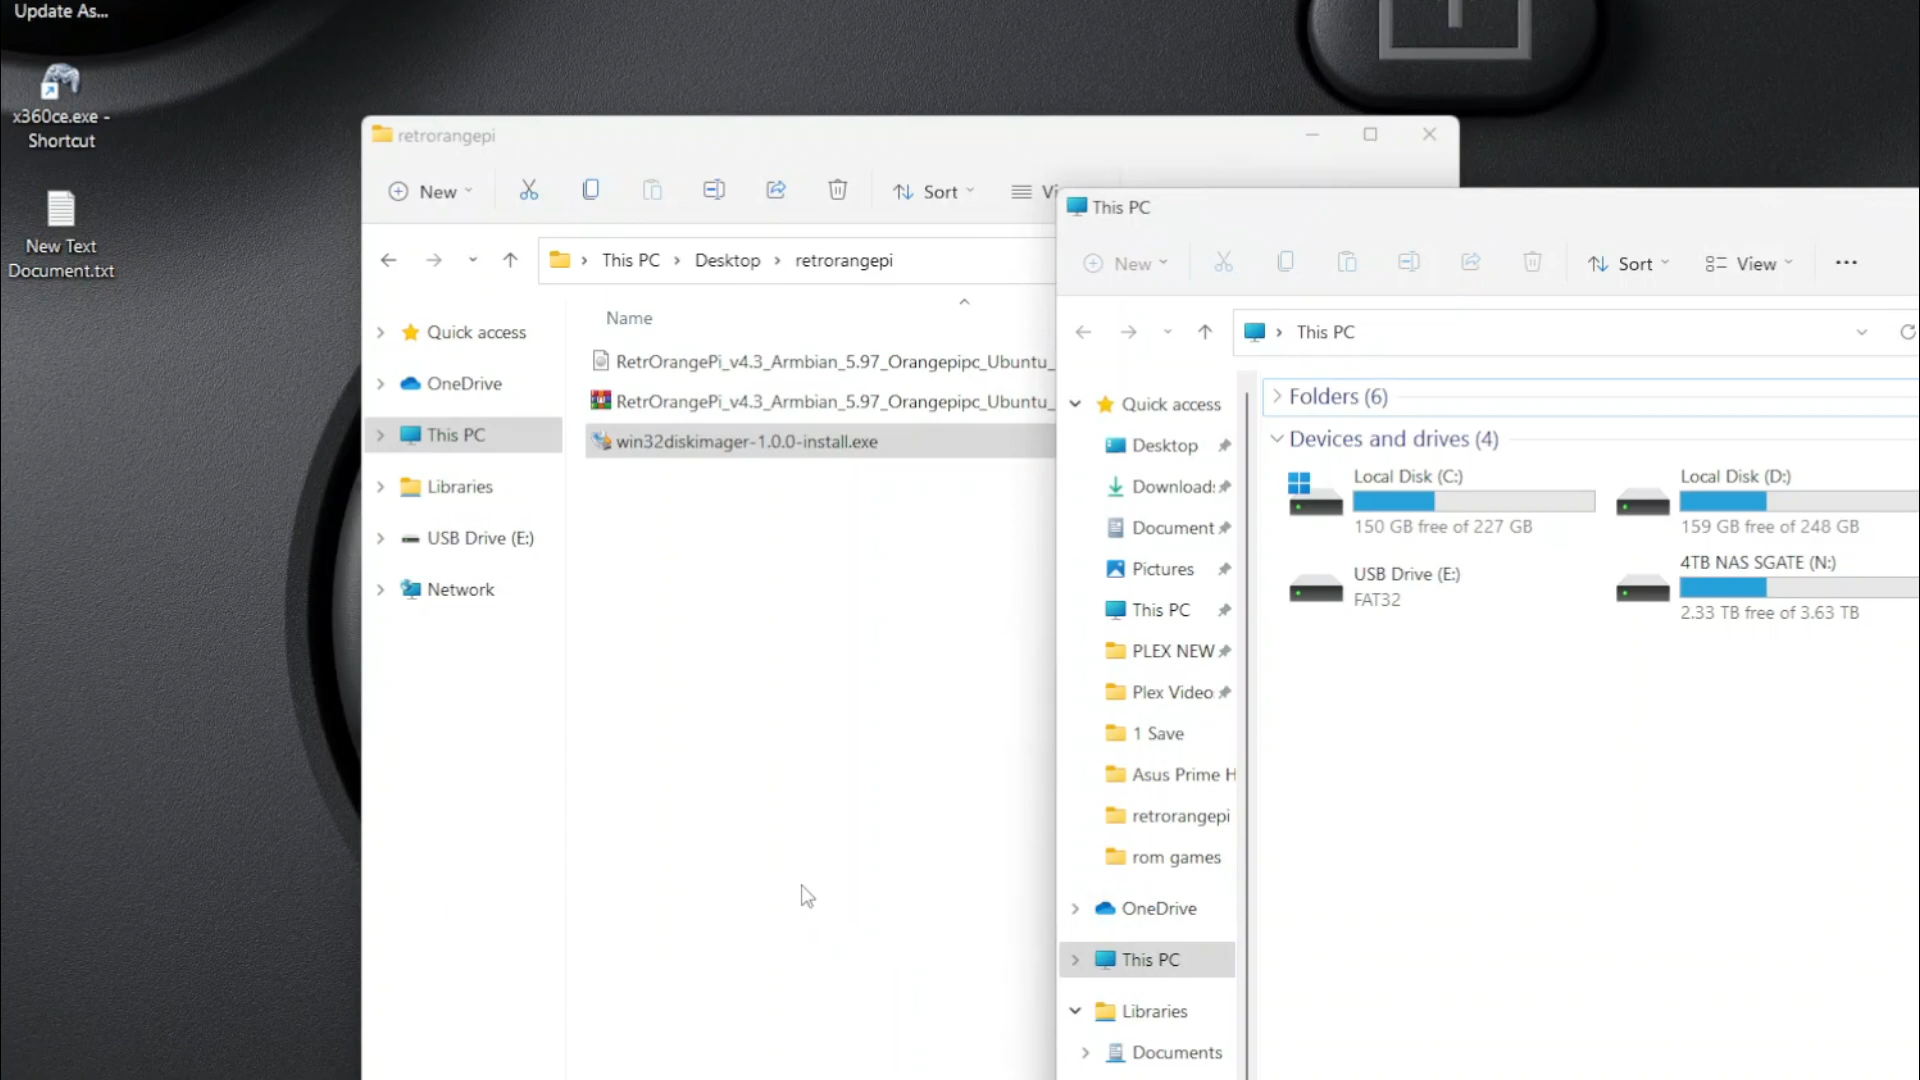 Update As...
x360ce.exe -
Shortcut
New Text
Document.txt
retrorangepi
New
Sort
Vi
This PC
Desktop
retrorangepi
Quick access
OneDrive
This PC
Libraries
USB Drive (E:)
Network
Name
RetrOrangePi_v4.3_Armbian_5.97_Orangepipc_Ubuntu_
RetrOrangePi_v4.3_Armbian_5.97_Orangepipc_Ubuntu_
win32diskimager-1.0.0-install.exe
This PC
New
Sort
View
This PC
Quick access
Desktop
Download:
Document
Pictures
This PC
PLEX NEW
Plex Video
1 Save
Asus Prime H
retrorangepi
rom games
OneDrive
This PC
Libraries
Documents
Folders (6)
Devices and drives (4)
Local Disk (C:)
150 GB free of 227 GB
Local Disk (D:)
159 GB free of 248 GB
USB Drive (E:)
FAT32
4TB NAS SGATE (N:)
2.33 TB free of 3.63 TB